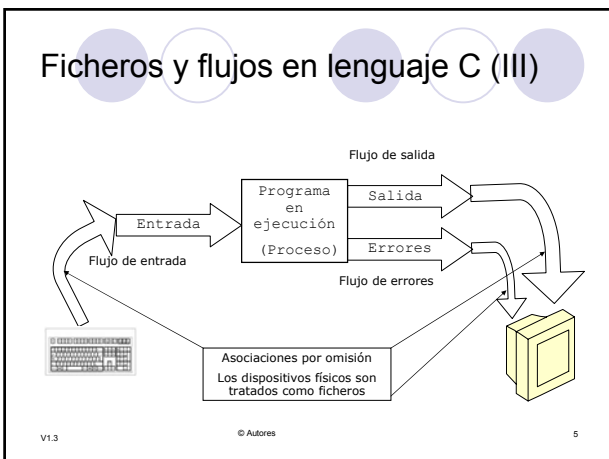 Ficheros y flujos en lenguaje C (III)
Flujo de salida
Programa
en
ejecución
(Proceso)
Salida
Entrada
Errores
Flujo de entrada
Flujo de errores
Asociaciones por omisión
Los dispositivos físicos son
tratados como ficheros
V1.3
© Autores
5